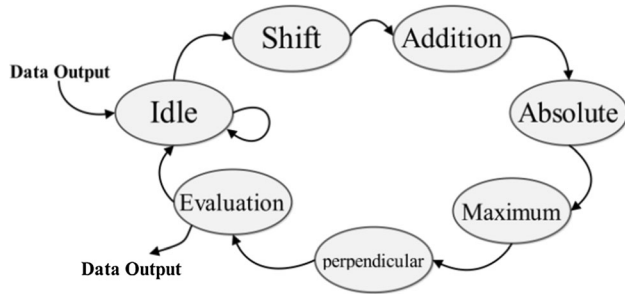 Shift
Addition
Data Output
Idle
Absolute
Evaluation
Maximum
perpendicular
Data Output